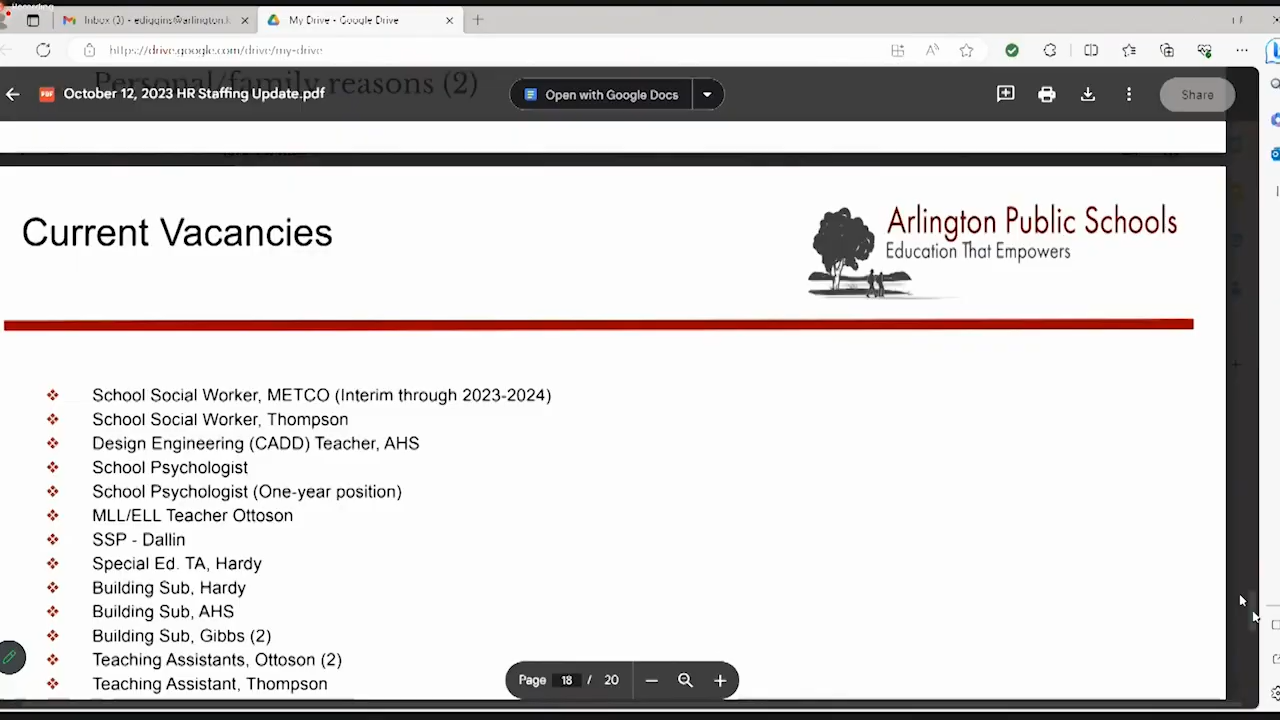 Inbox (3) - ediggins@arlington.k
My Drive - Google Drive
https://drive.google.com/drive/my-drive
Personal/family reasons (2)
October 12, 2023 HR Staffing Update.pdf
Open with Google Docs
Share
Current Vacancies
Arlington Public Schools
Education That Empowers
School Social Worker, METCO (Interim through 2023-2024)
School Social Worker, Thompson
Design Engineering (CADD) Teacher, AHS
School Psychologist
School Psychologist (One-year position)
MLL/ELL Teacher Ottoson
SSP - Dallin
Special Ed. TA, Hardy
Building Sub, Hardy
Building Sub, AHS
Building Sub, Gibbs (2)
Teaching Assistants, Ottoson (2)
Teaching Assistant, Thompson
Page 18 / 20